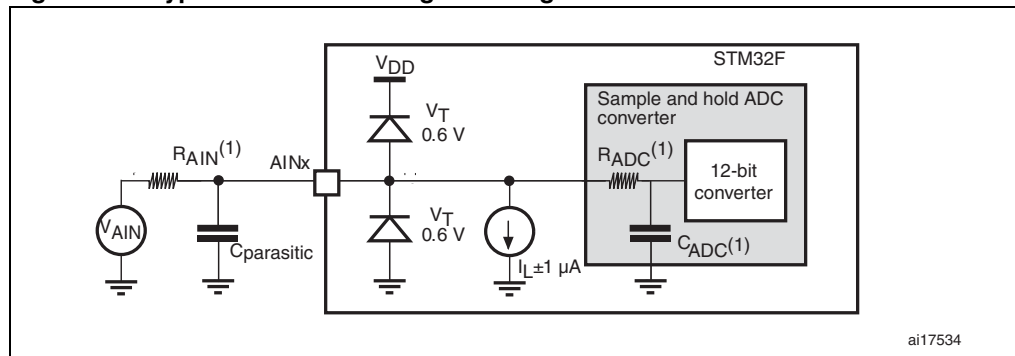 STM32F
VDD
Sample and hold ADC
converter
VT
0.6 V
RAIN(1)
AINx
RADC(1)
12-bit
converter
VAIN
Cparasitic
VT
0.6 V
IL±1 µA
CADC(1)
ai17534